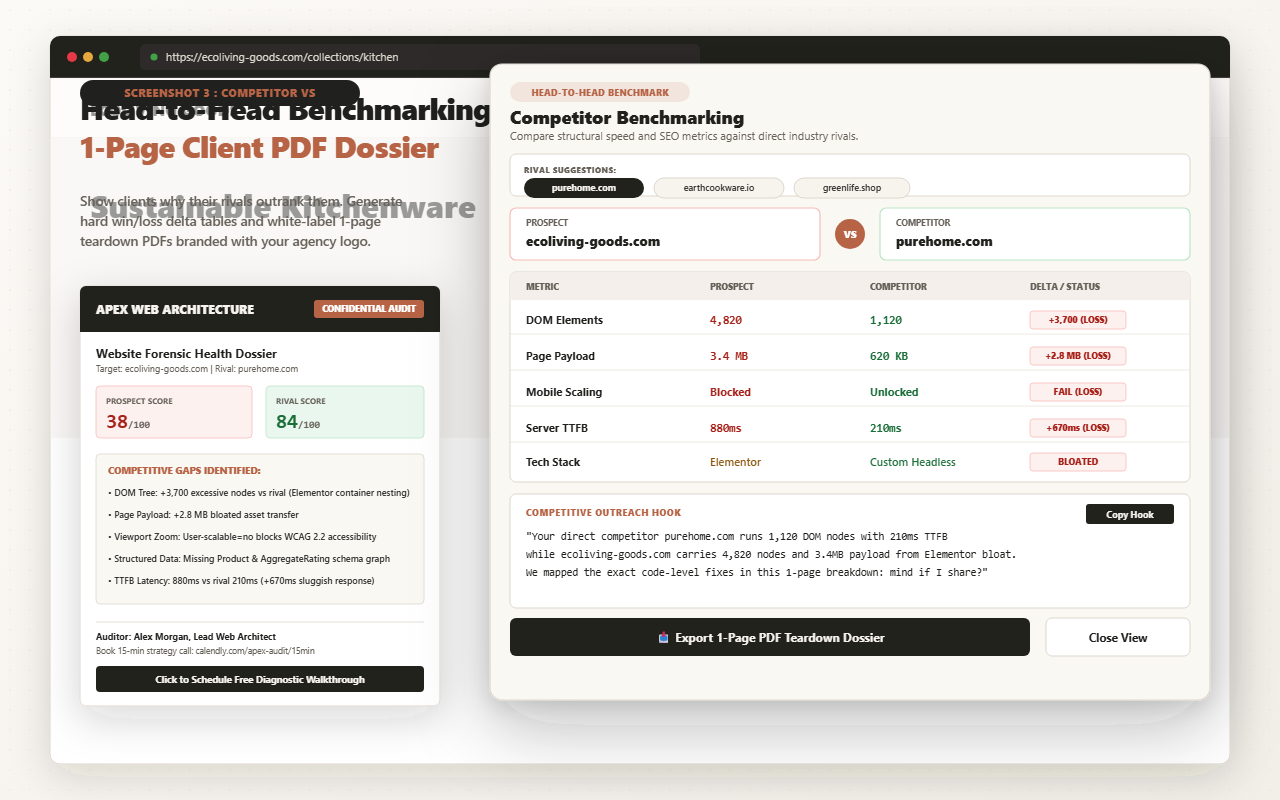 https://ecoliving-goods.com/collections/kitchen
SCREENSHOT 3 : COMPETITOR VS
Head-to-Head Benchmarking
1-Page Client PDF Dossier
Sustainable Kitchenware
Show clients why their rivals outrank them. Generate
hard win/loss delta tables and white-label 1-page
teardown PDFs branded with your agency logo.
APEX WEB ARCHITECTURE
CONFIDENTIAL AUDIT
Website Forensic Health Dossier
Target: ecoliving-goods.com | Rival: purehome.com
PROSPECT SCORE
38/100
RIVAL SCORE
84/100
COMPETITIVE GAPS IDENTIFIED:
• DOM Tree: +3,700 excessive nodes vs rival (Elementor container nesting)
• Page Payload: +2.8 MB bloated asset transfer
• Viewport Zoom: User-scalable=no blocks WCAG 2.2 accessibility
• Structured Data: Missing Product & AggregateRating schema graph
• TTFB Latency: 880ms vs rival 210ms (+670ms sluggish response)
Auditor: Alex Morgan, Lead Web Architect
Book 15-min strategy call: calendly.com/apex-audit/15min
Click to Schedule Free Diagnostic Walkthrough
HEAD-TO-HEAD BENCHMARK
Competitor Benchmarking
Compare structural speed and SEO metrics against direct industry rivals.
RIVAL SUGGESTIONS:
purehome.com earthcookware.io greenlife.shop
PROSPECT
ecoliving-goods.com
VS
COMPETITOR
purehome.com
METRIC PROSPECT COMPETITOR DELTA / STATUS
DOM Elements 4,820 1,120 +3,700 (LOSS)
Page Payload 3.4 MB 620 KB +2.8 MB (LOSS)
Mobile Scaling Blocked Unlocked FAIL (LOSS)
Server TTFB 880ms 210ms +670ms (LOSS)
Tech Stack Elementor Custom Headless BLOATED
COMPETITIVE OUTREACH HOOK
Copy Hook
"Your direct competitor purehome.com runs 1,120 DOM nodes with 210ms TTFB
while ecoliving-goods.com carries 4,820 nodes and 3.4MB payload from Elementor bloat.
We mapped the exact code-level fixes in this 1-page breakdown: mind if I share?"
Export 1-Page PDF Teardown Dossier
Close View